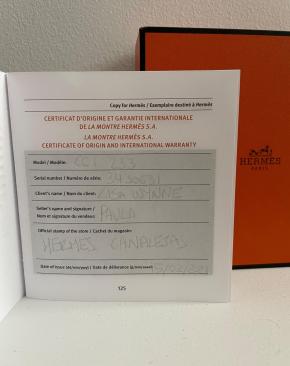 Copy for Hermès / Exemplaire destiné à Hermès
CERTIFICAT D'ORIGINE ET GARANTIE INTERNATIONALE
DE LA MONTRE HERMÈS S.A.
LA MONTRE HERMÈS S.A.
CERTIFICATE OF ORIGIN AND INTERNATIONAL WARRANTY
Model / Modèle:
Serial number / Numéro de série:
Client's name / Nom du client: LISA WYNNE
Seller's name and signature /
Nom et signature du vendeur: PAULA
Official stamp of the store / Cachet du magasin:
HERMES CANALEJAS
Date of issue (dd/mm/yyyy) / Date de délivrance (jj/mm/aaaa):
125
HERMÈS
PARIS